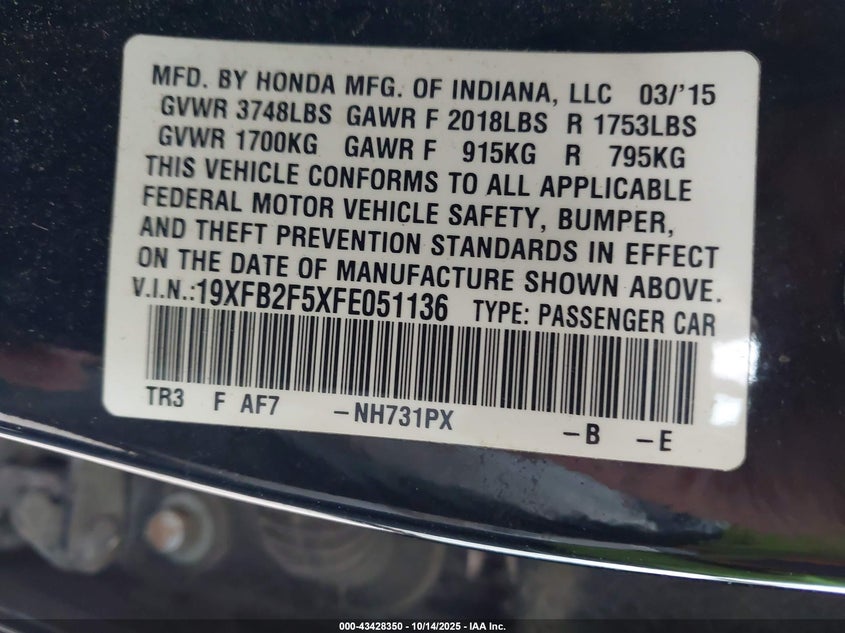 MFD. BY HONDA MFG. OF INDIANA, LLC 03/'15
GVWR 3748LBS GAWR F 2018LBS R 1753LBS
GVWR 1700KG GAWR F 915KG R 795KG
THIS VEHICLE CONFORMS TO ALL APPLICABLE
FEDERAL MOTOR VEHICLE SAFETY, BUMPER,
AND THEFT PREVENTION STANDARDS IN EFFECT
ON THE DATE OF MANUFACTURE SHOWN ABOVE.
V.I.N.:19XFB2F5XFE051136 TYPE: PASSENGER CAR
TR3 F AF7 -NH731PX -B -E
000-43428350 | 10/14/2025 - IAA Inc.